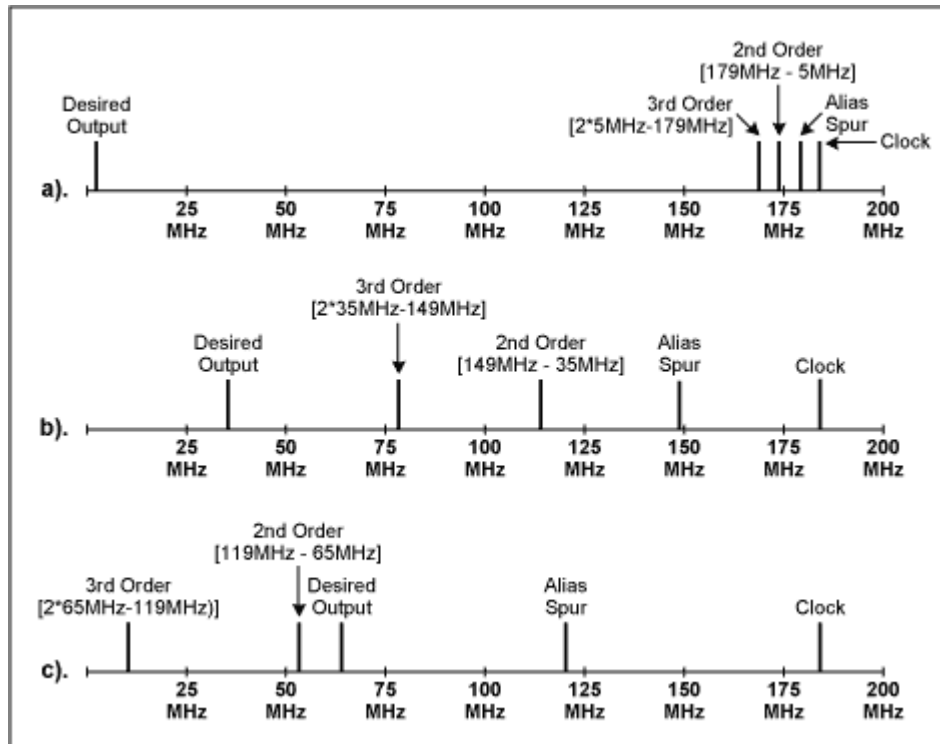 2nd Order
[179MHz - 5MHz]
Desired
Output
3rd Order
[2*5MHz-179MHz]
Alias
Spur
Clock
a).
25 50 75 100 125 150 175 200
MHz MHz MHz MHz MHz MHz MHz MHz
3rd Order
[2*35MHz-149MHz]
Desired
Output
2nd Order
[149MHz - 35MHz]
Alias
Spur
Clock
b).
25 50 75 100 125 150 175 200
MHz MHz MHz MHz MHz MHz MHz MHz
2nd Order
[119MHz - 65MHz]
3rd Order
[2*65MHz-119MHz)]
Desired
Output
Alias
Spur
Clock
c).
25 50 75 100 125 150 175 200
MHz MHz MHz MHz MHz MHz MHz MHz